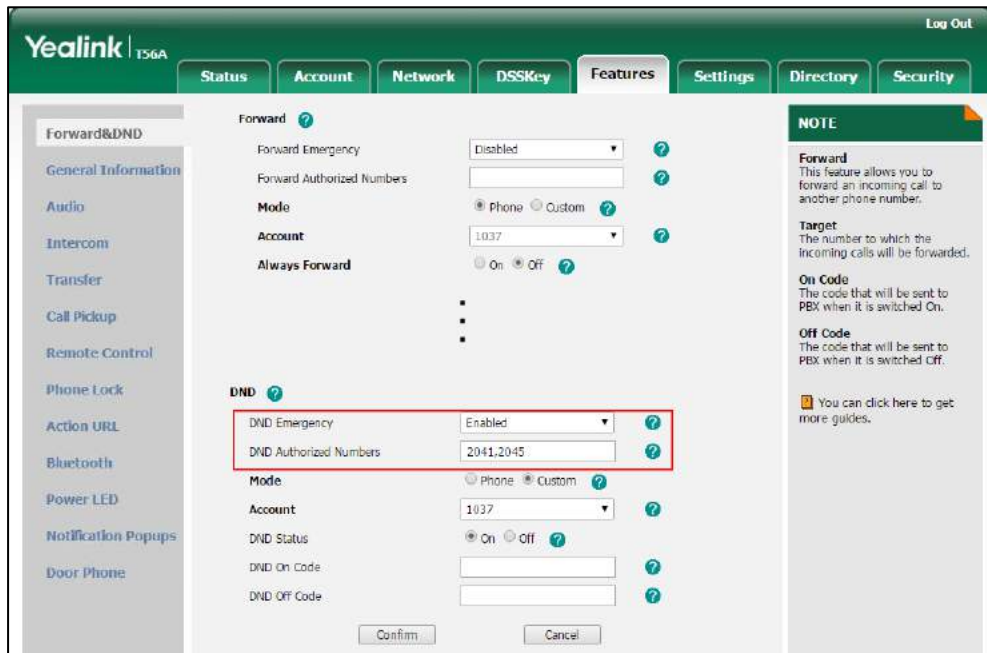 Log Out
Yealink T56A
Status Account Network DSSKey Features Settings Directory Security
Forward&DND
General Information
Audio
Intercom
Transfer
Call Pickup
Remote Control
Phone Lock
Action URL
Bluetooth
Power LED
Notification Popups
Door Phone
Forward ?
Forward Emergency Disabled ?
Forward Authorized Numbers ?
Mode Phone Custom ?
Account 1037 ?
Always Forward On Off ?
DND ?
DND Emergency Enabled ?
DND Authorized Numbers 2041,2045 ?
Mode Phone Custom ?
Account 1037 ?
DND Status On Off ?
DND On Code ?
DND Off Code ?
Confirm Cancel
NOTE
Forward
This feature allows you to
forward an incoming call to
another phone number.
Target
The number to which the
incoming calls will be forwarded.
On Code
The code that will be sent to
PBX when it is switched On.
Off Code
The code that will be sent to
PBX when it is switched Off.
? You can click here to get
more guides.